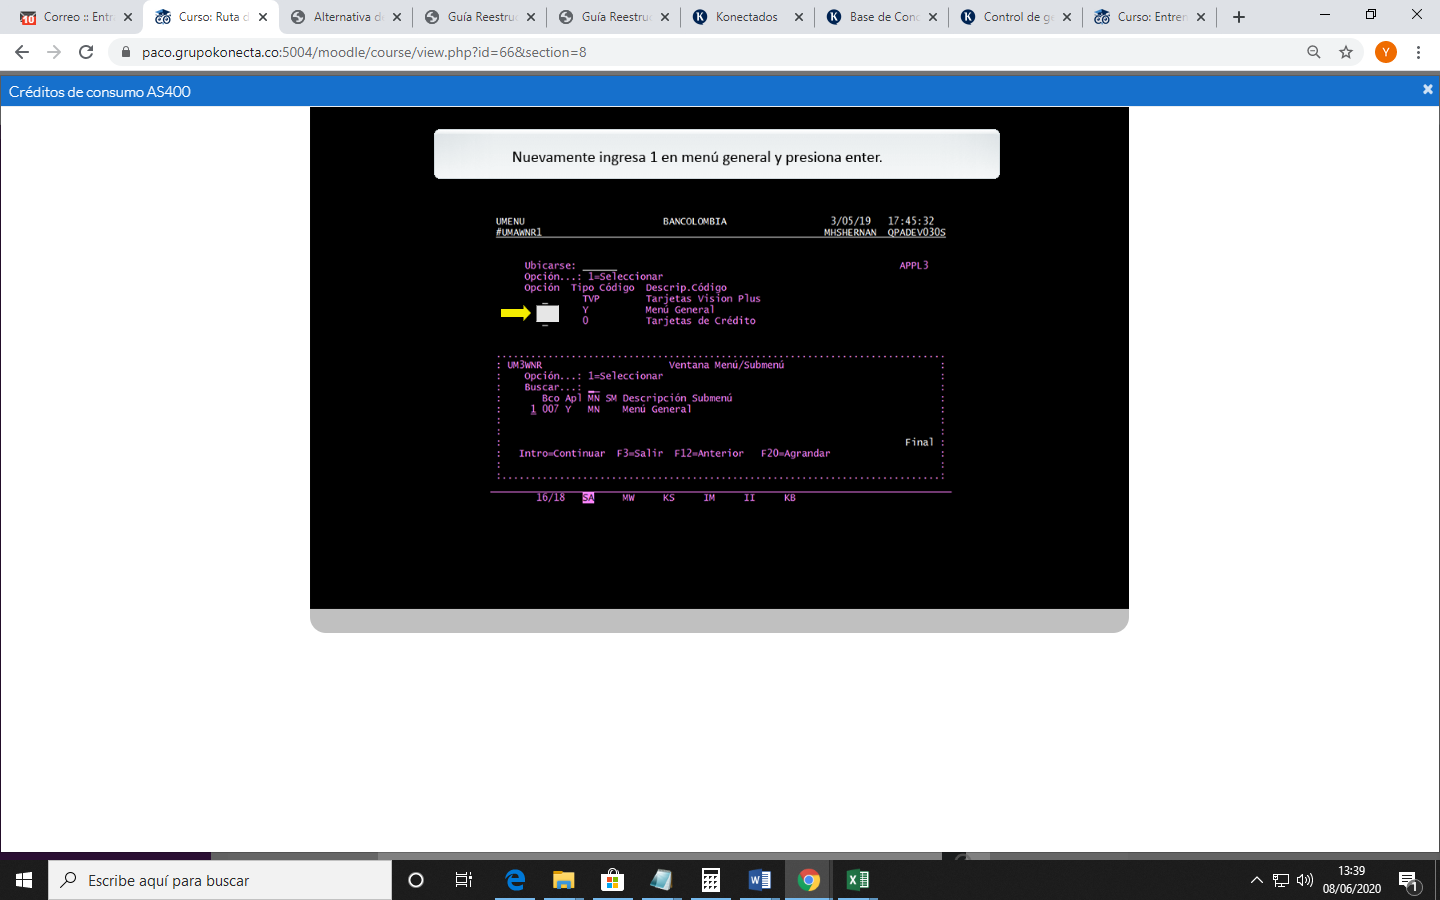 Correo :: Entr
Curso: Ruta d
Alternativa d
Guía Reestru
Guía Reestru
Konectados
Base de Cono
Control de ge
Curso: Entre
paco.grupokonecta.co:5004/moodle/course/view.php?id=66&section=8
Y
Créditos de consumo AS400
Nuevamente ingresa 1 en menú general y presiona enter.
UMENU BANCOLOMBIA 3/05/19 17:45:32
#UMAWNR1 MHSHERNAN QPADEV030S
Ubicarse: APPL3
Opción...: 1=Seleccionar
Opción Tipo Código Descrip.Código
TVP Tarjetas Vision Plus
Y Menú General
O Tarjetas de Crédito
UM3WNR Ventana Menú/Submenú
Opción...: 1=Seleccionar
Buscar...:
Bco Apl MN SM Descripción Submenú
1 007 Y MN Menú General
Final
Intro=Continuar F3=Salir F12=Anterior F20=Agrandar
16/18 SA MW KS IM II KB
Escribe aquí para buscar
13:39
08/06/2020
1